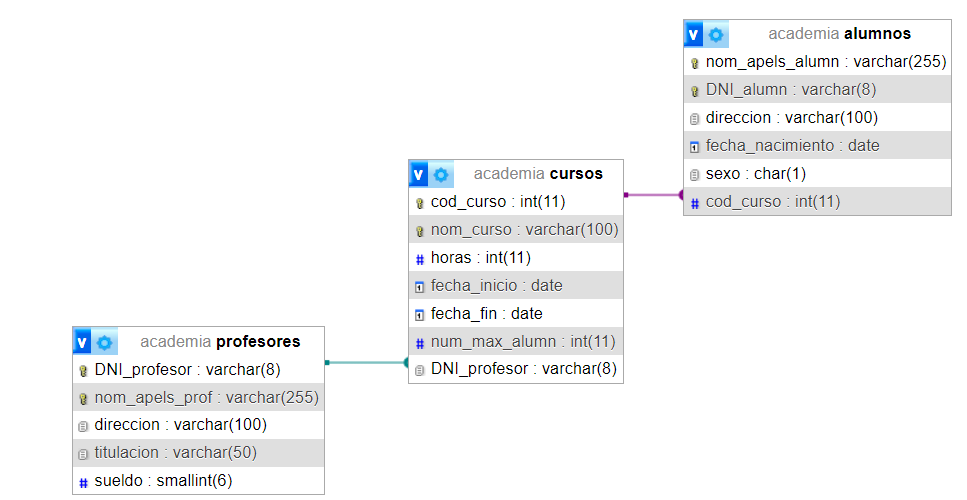 v academia alumnos
nom_apels_alumn : varchar(255)
DNI_alumn : varchar(8)
direccion : varchar(100)
fecha_nacimiento : date
sexo : char(1)
# cod_curso : int(11)
v academia cursos
cod_curso : int(11)
nom_curso : varchar(100)
# horas : int(11)
fecha_inicio : date
fecha_fin : date
# num_max_alumn : int(11)
DNI_profesor : varchar(8)
v academia profesores
DNI_profesor : varchar(8)
nom_apels_prof : varchar(255)
direccion : varchar(100)
titulacion : varchar(50)
# sueldo : smallint(6)